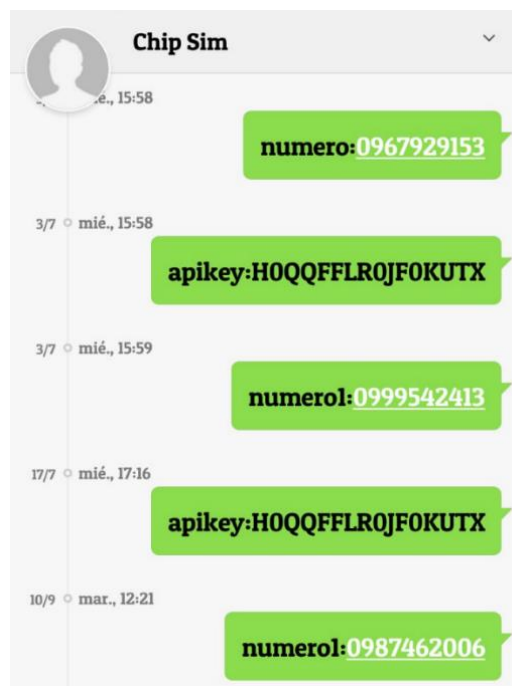 Chip Sim
mié., 15:58
numero:0967929153
3/7 mié., 15:58
apikey:H0QQFFLR0JF0KUTX
3/7 mié., 15:59
numero1:0999542413
17/7 mié., 17:16
apikey:H0QQFFLR0JF0KUTX
10/9 mar., 12:21
numero1:0987462006